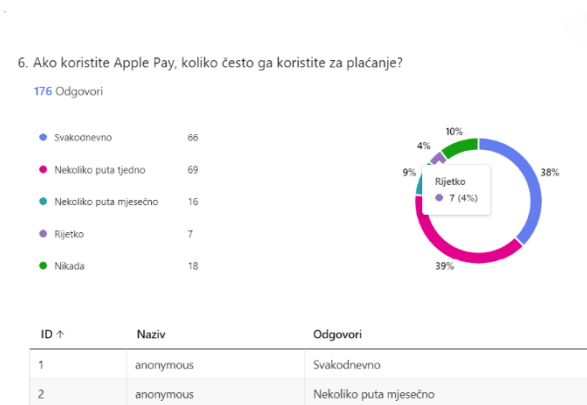 6. Ako koristite Apple Pay, koliko često ga koristite za plaćanje?
176 Odgovori
Svakodnevno 66
Nekoliko puta tjedno 69
Nekoliko puta mjesečno 16
Rijetko 7
Nikada 18
10%
4%
9%
38%
Rijetko
7 (4%)
39%
ID ↑ Naziv Odgovori
1 anonymous Svakodnevno
2 anonymous Nekoliko puta mjesečno